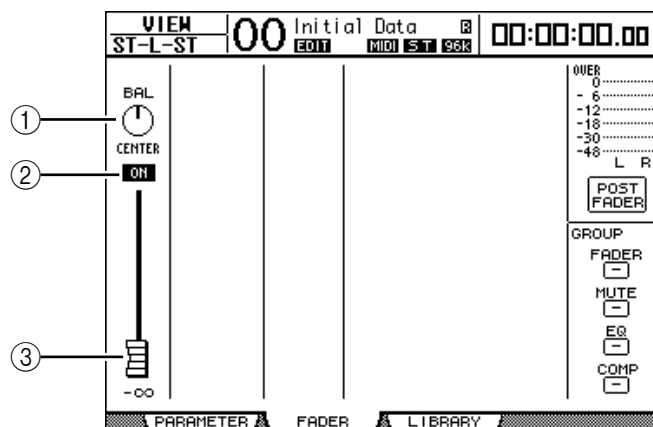 VIEW
ST-L-ST
00 Initial Data R
EDIT MIDI ST 96k
00:00:00.00
BAL
CENTER
ON
-∞
①
②
③
OVER
0
- 6
-12
-18
-30
-48
L R
POST
FADER
GROUP
FADER
-
MUTE
-
EQ
-
COMP
-
PARAMETER FADER LIBRARY